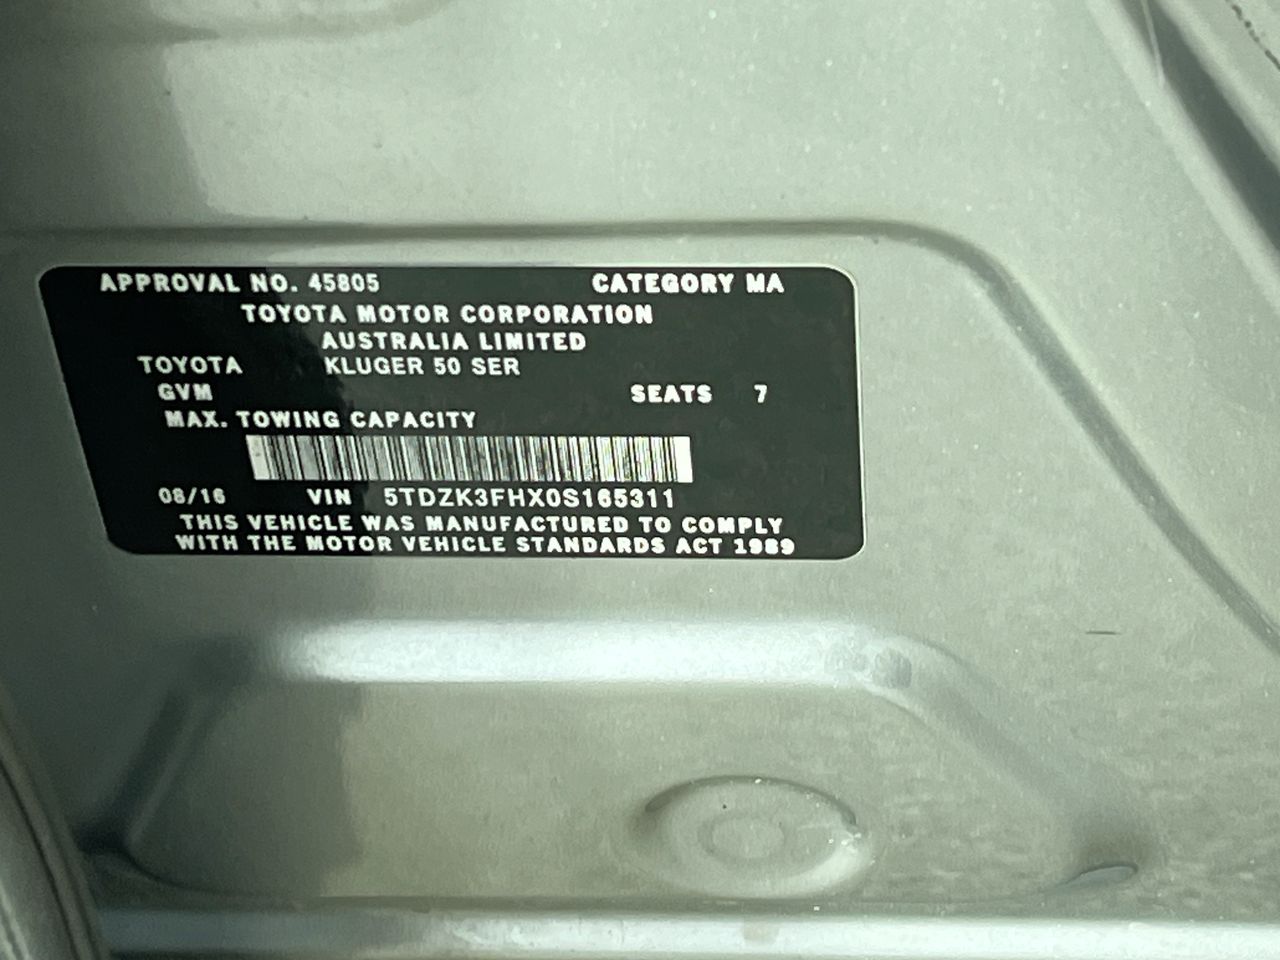 APPROVAL NO. 45805 CATEGORY MA
TOYOTA MOTOR CORPORATION
AUSTRALIA LIMITED
TOYOTA KLUGER 50 SER
GVM SEATS 7
MAX. TOWING CAPACITY
08/16 VIN 5TDZK3FHX0S165311
THIS VEHICLE WAS MANUFACTURED TO COMPLY
WITH THE MOTOR VEHICLE STANDARDS ACT 1989